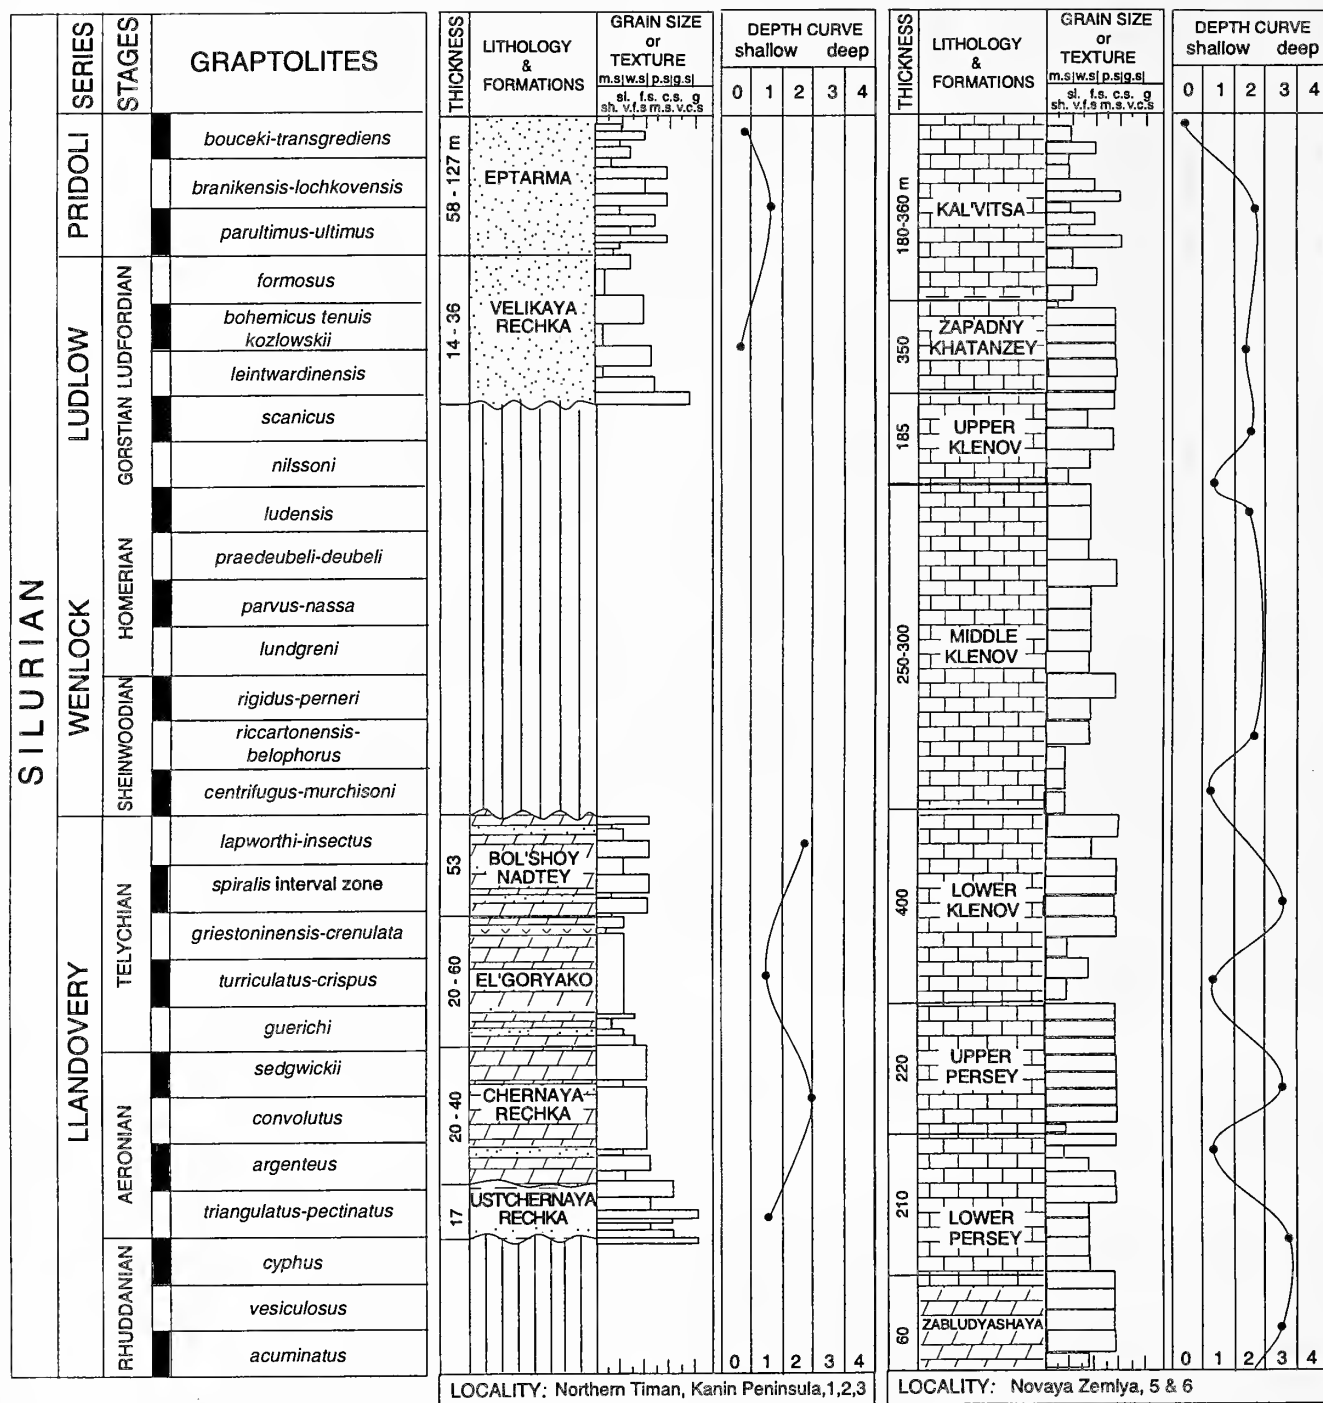 SERIES
STAGES
GRAPTOLITES
THICKNESS
LITHOLOGY
&
FORMATIONS
GRAIN SIZE
or
TEXTURE
m.s|w.s|p.s|g.s|
sl. f.s. c.s. g
sh. v.f.s m.s. v.c.s
DEPTH CURVE
shallow deep
0 1 2 3 4
THICKNESS
LITHOLOGY
&
FORMATIONS
GRAIN SIZE
or
TEXTURE
m.s|w.s|p.s|g.s|
sl. f.s. c.s. g
sh. v.f.s m.s. v.c.s
DEPTH CURVE
shallow deep
0 1 2 3 4
SILURIAN
PRIDOLI
LUDLOW
WENLOCK
LLANDOVERY
LUDFORDIAN
GORSTIAN
HOMERIAN
SHEINWOODIAN
TELYCHIAN
AERONIAN
RHUDDANIAN
bouceki-transgrediens
branikensis-lochkovensis
parultimus-ultimus
formosus
bohemicus tenuis
kozlowskii
leintwardinensis
scanicus
nilssoni
ludensis
praedeubeli-deubeli
parvus-nassa
lundgreni
rigidus-perneri
riccartonensis-
belophorus
centrifugus-murchisoni
lapworthi-insectus
spiralis interval zone
griestoninensis-crenulata
turriculatus-crispus
guerichi
sedgwickii
convolutus
argenteus
triangulatus-pectinatus
cyphus
vesiculosus
acuminatus
58 - 127 m
EPTARMA
14 - 36
VELIKAYA
RECHKA
53
BOL'SHOY
NADTEY
20 - 60
EL'GORYAKO
20 - 40
CHERNAYA
RECHKA
17
UST'CHERNAYA
RECHKA
0 1 2 3 4
LOCALITY: Northern Timan, Kanin Peninsula,1,2,3
180-360 m
KAL'VITSA
350
ZAPADNY
KHATANZEY
185
UPPER
KLENOV
250-300
MIDDLE
KLENOV
400
LOWER
KLENOV
220
UPPER
PERSEY
210
LOWER
PERSEY
60
ZABLUDYASHAYA
0 1 2 3 4
LOCALITY: Novaya Zemlya, 5 & 6